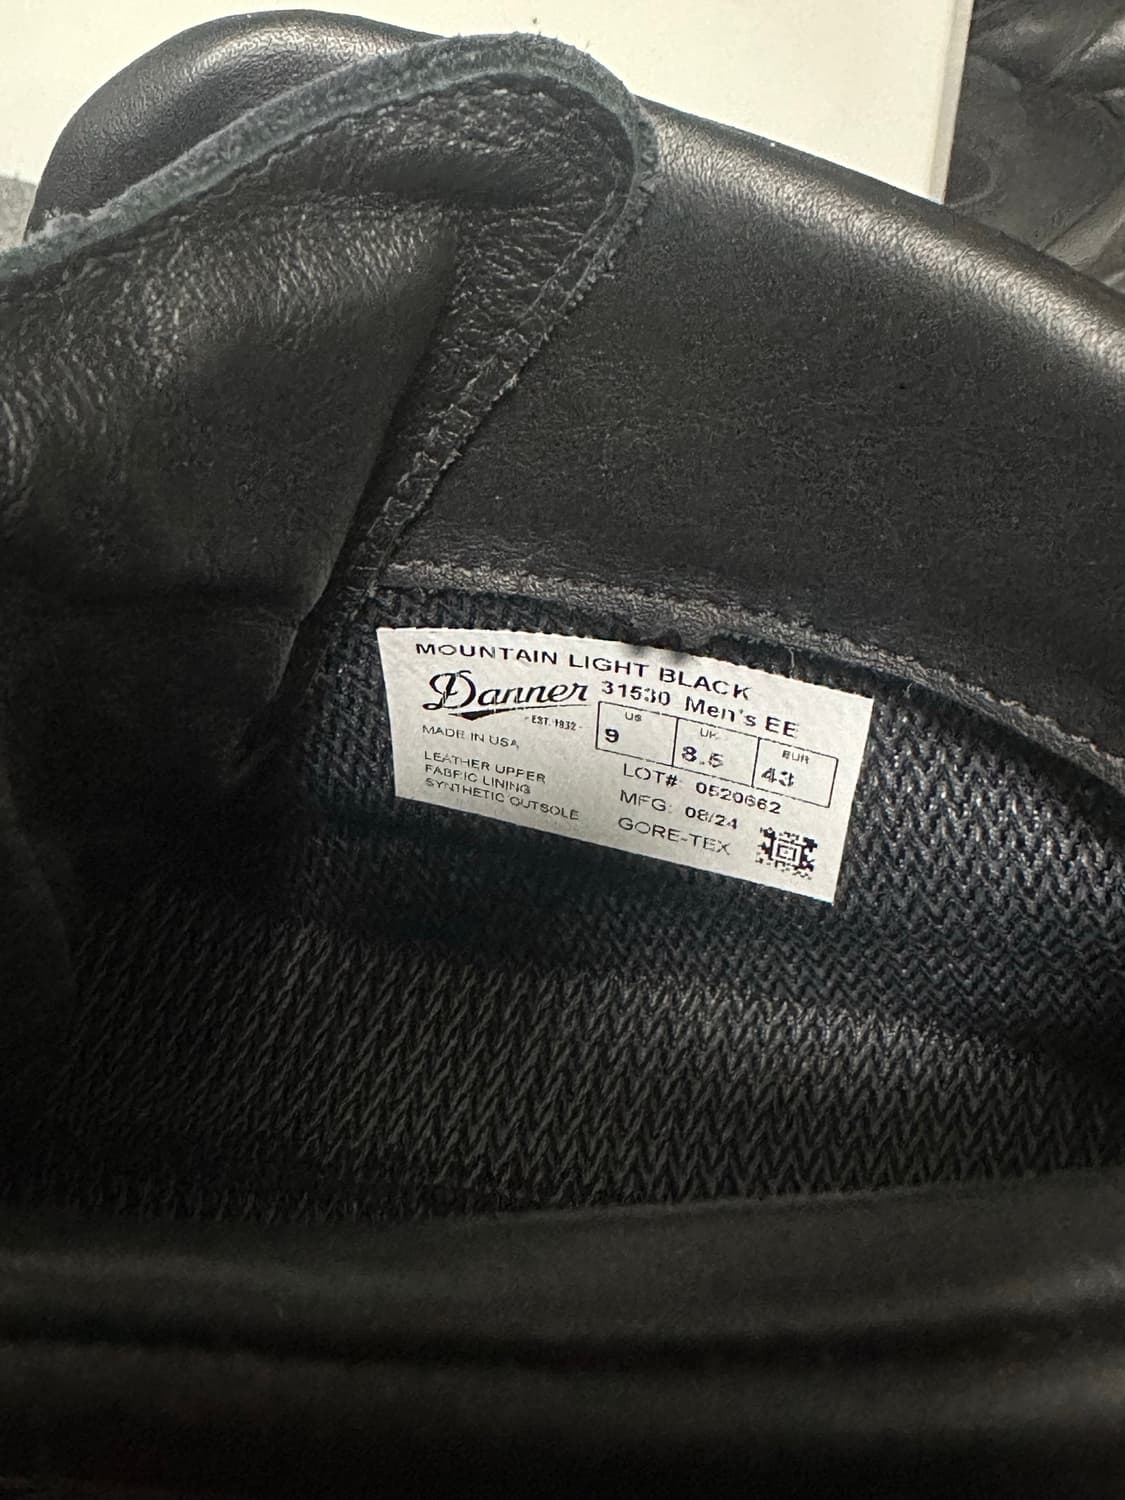 MOUNTAIN LIGHT BLACK
Danner 31530 Men's EE
- EST. 1932 -
US UK EUR
9 8.5 43
MADE IN USA
LEATHER UPPER
FABRIC LINING
SYNTHETIC OUTSOLE
LOT#: 0520662
MFG: 08/24
GORE-TEX